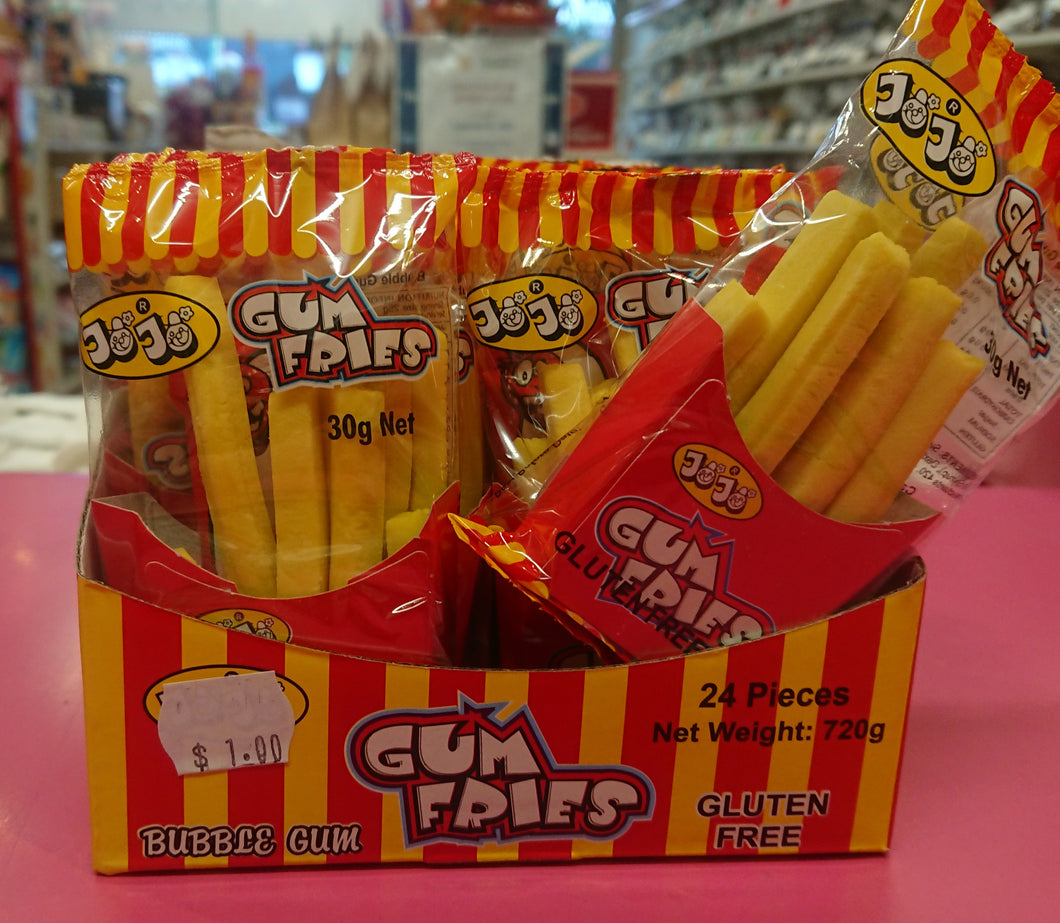 JoJo ®
GUM
FRIES
30g Net
JoJo ®
GUM
JoJo ®
GUM
FRIES
30g Net
JoJo ®
GUM
FRIES
GLUTEN FREE
$ 1.00
BUBBLE GUM
GUM
FRIES
24 Pieces
Net Weight: 720g
GLUTEN
FREE